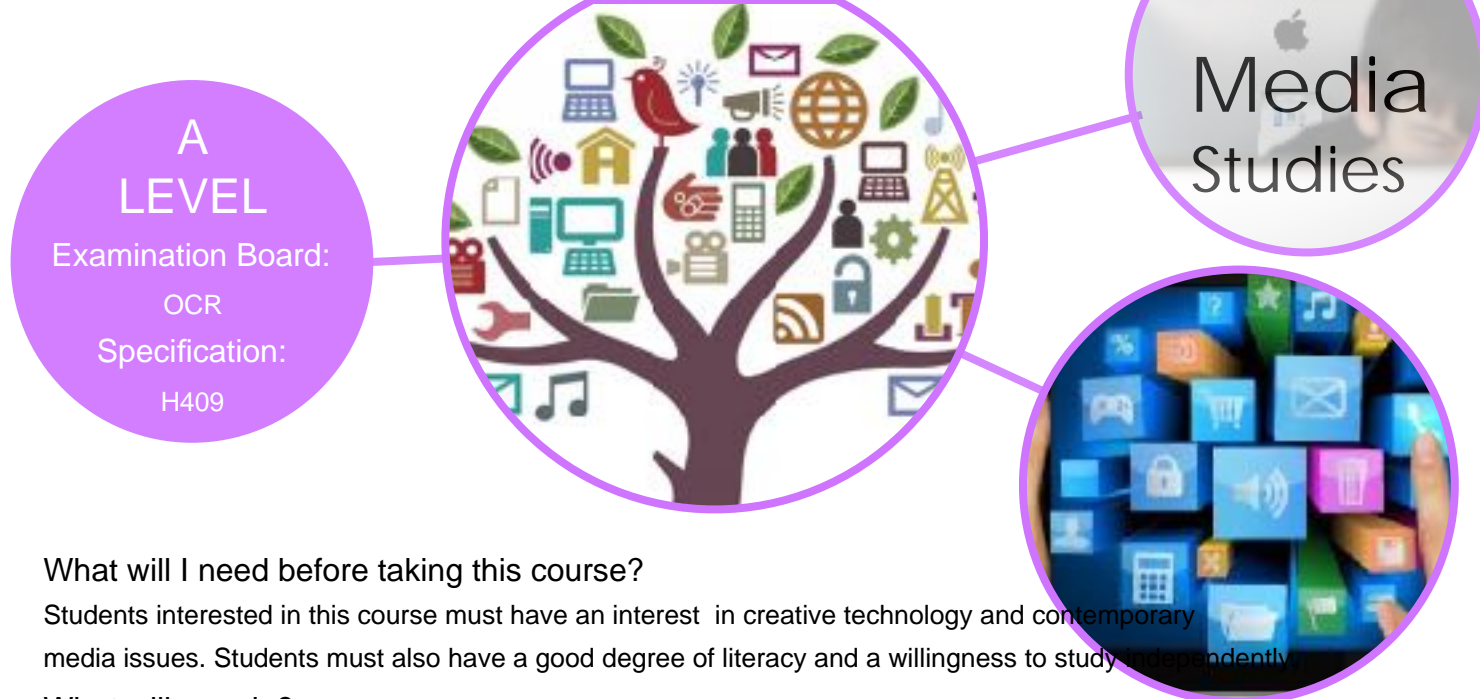 A
LEVEL
Examination Board:
OCR
Specification:
H409
Media
Studies
What will I need before taking this course?
Students interested in this course must have an interest in creative technology and contemporary
media issues. Students must also have a good degree of literacy and a willingness to study independently.